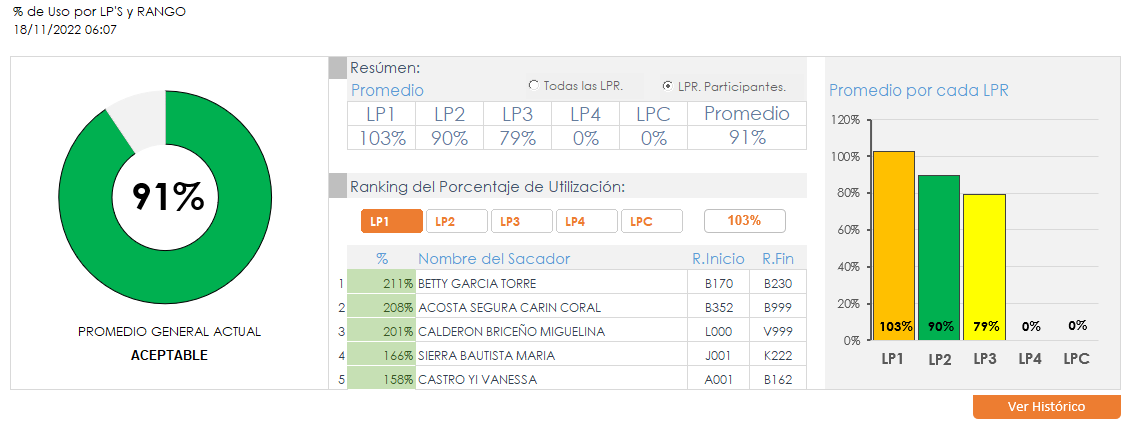 % de Uso por LP'S y RANGO
18/11/2022 06:07
91%
PROMEDIO GENERAL ACTUAL
ACEPTABLE
Resúmen:
Promedio
Todas las LPR.
LPR. Participantes.
LP1 LP2 LP3 LP4 LPC Promedio
103% 90% 79% 0% 0% 91%
Ranking del Porcentaje de Utilización:
LP1 LP2 LP3 LP4 LPC 103%
% Nombre del Sacador R.Inicio R.Fin
1 211% BETTY GARCIA TORRE B170 B230
2 208% ACOSTA SEGURA CARIN CORAL B352 B999
3 201% CALDERON BRICEÑO MIGUELINA L000 V999
4 166% SIERRA BAUTISTA MARIA J001 K222
5 158% CASTRO YI VANESSA A001 B162
Promedio por cada LPR
120%
100%
80%
60%
40%
20%
0%
103% 90% 79% 0% 0%
LP1 LP2 LP3 LP4 LPC
Ver Histórico